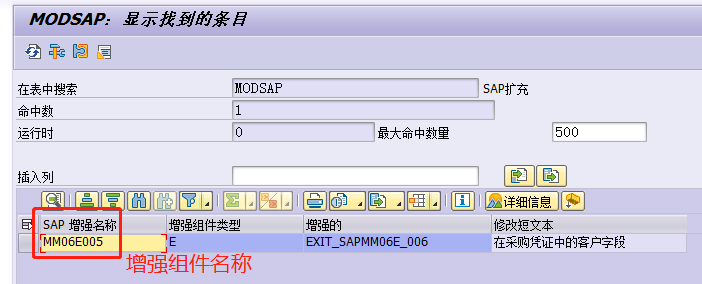 MODSAP: 显示找到的条目
在表中搜索 MODSAP SAP扩充
命中数 1
运行时 0 最大命中数量 500
插入列
详细信息
SAP 增强名称 增强组件类型 增强的 修改短文本
MM06E005 E EXIT_SAPMM06E_006 在采购凭证中的客户字段
增强组件名称